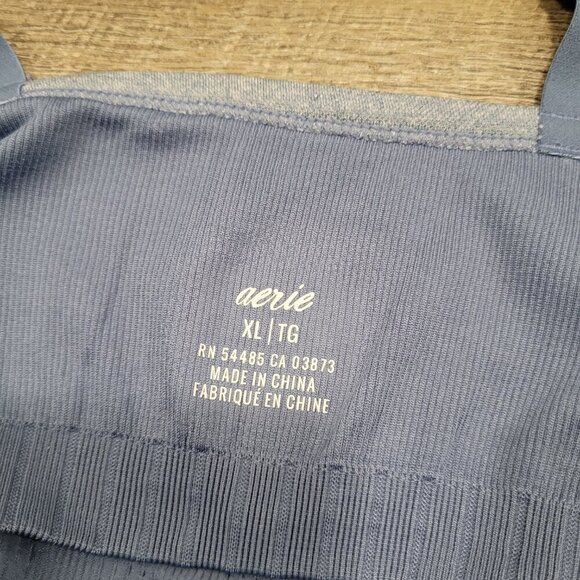 aerie
XL | TG
RN 54485 CA 03873
MADE IN CHINA
FABRIQUÉ EN CHINE